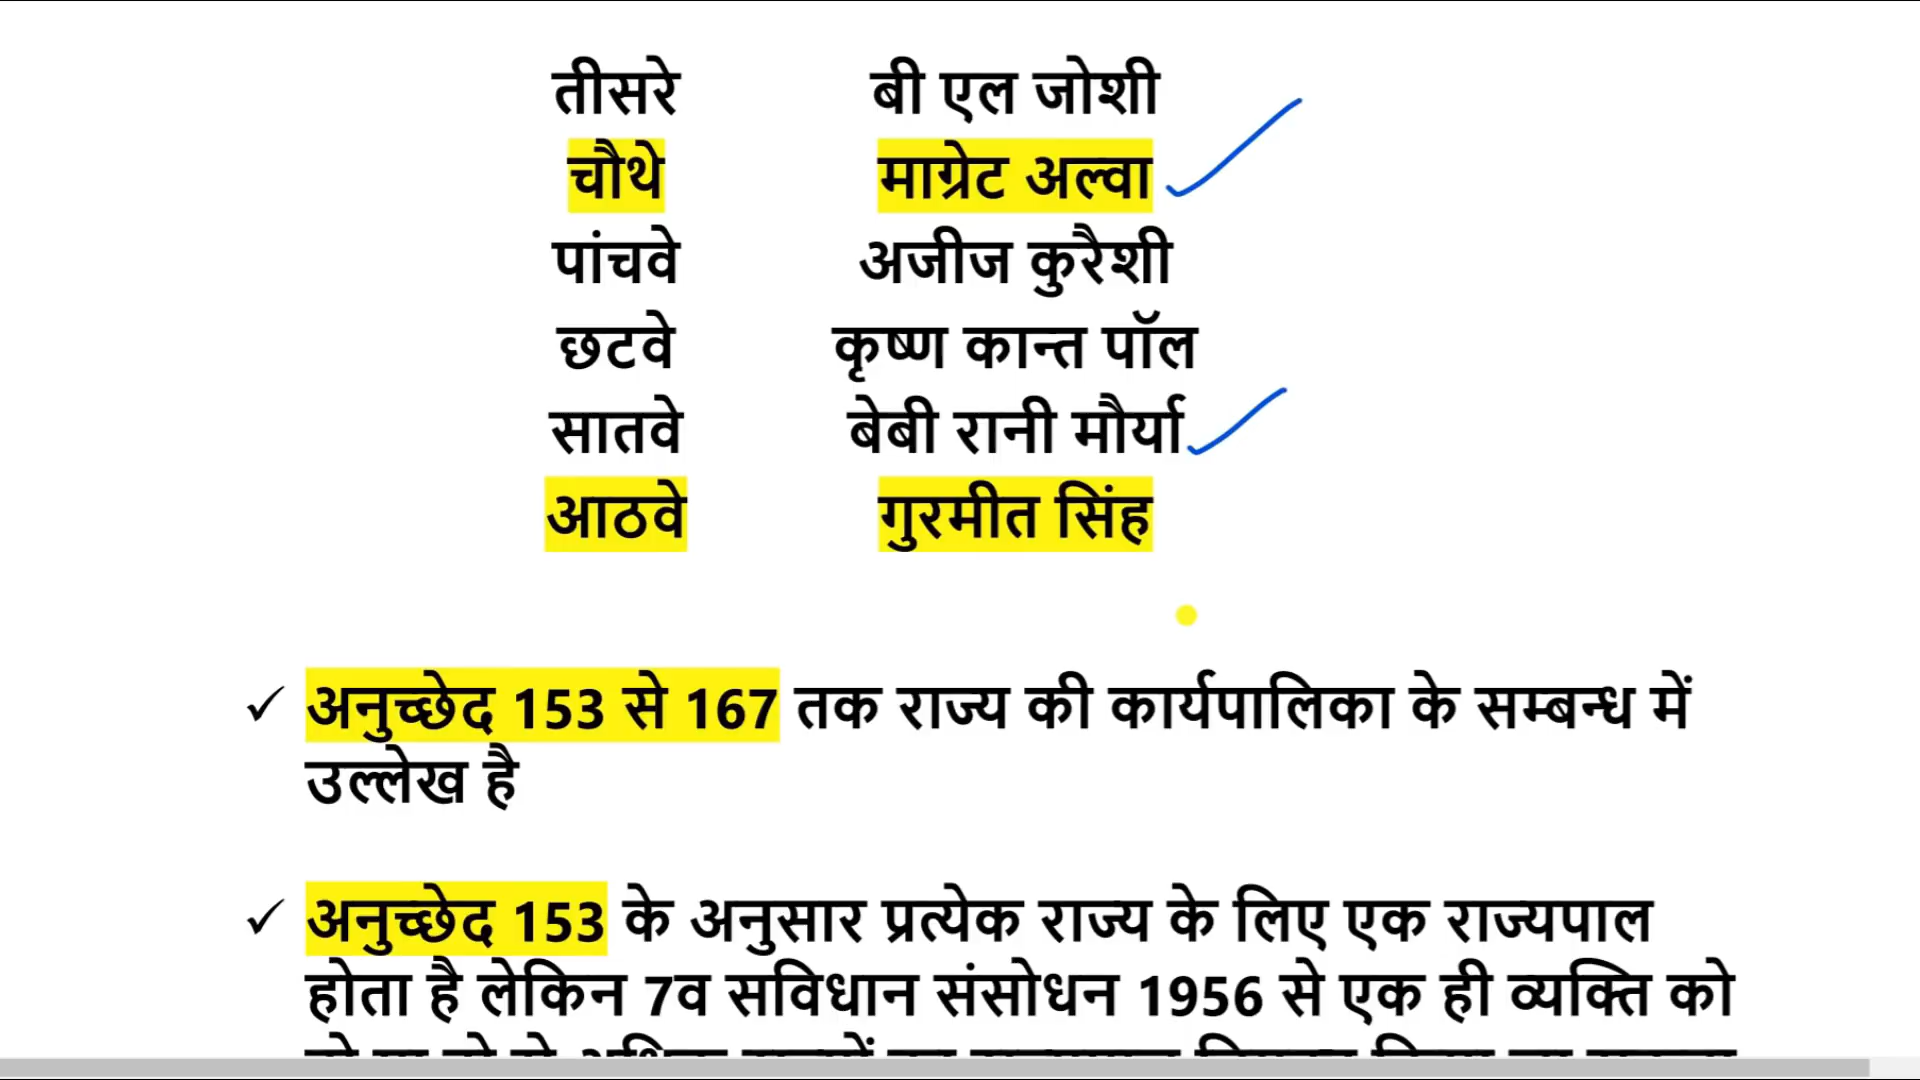 तीसरे बी एल जोशी
चौथे माग्रेट अल्वा
पांचवे अजीज कुरैशी
छटवे कृष्ण कान्त पॉल
सातवे बेबी रानी मौर्या
आठवे गुरमीत सिंह
✓ अनुच्छेद 153 से 167 तक राज्य की कार्यपालिका के सम्बन्ध में
उल्लेख है
✓ अनुच्छेद 153 के अनुसार प्रत्येक राज्य के लिए एक राज्यपाल
होता है लेकिन 7व सविधान संसोधन 1956 से एक ही व्यक्ति को